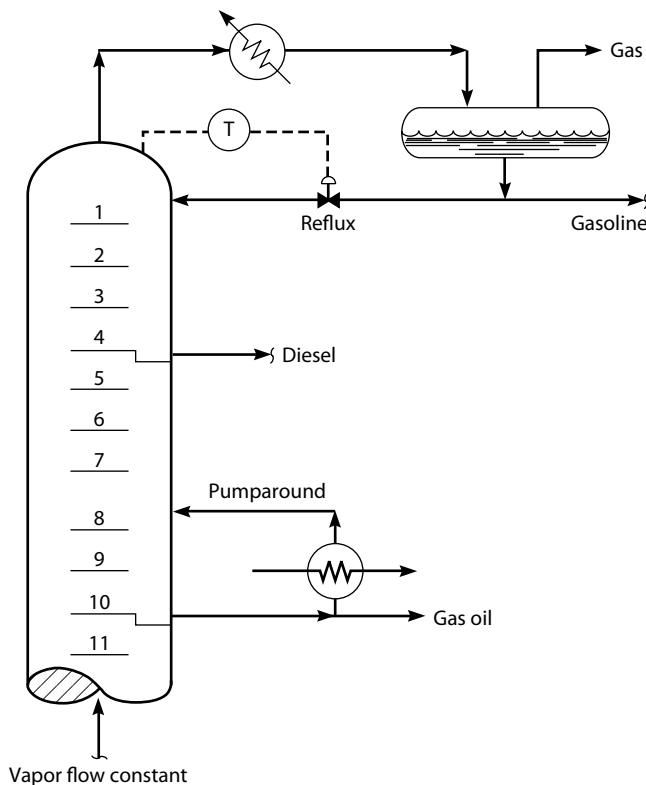 Gas
T
1
Reflux
Gasoline
2
3
4
Diesel
5
6
7
Pumparound
8
9
10
Gas oil
11
Vapor flow constant